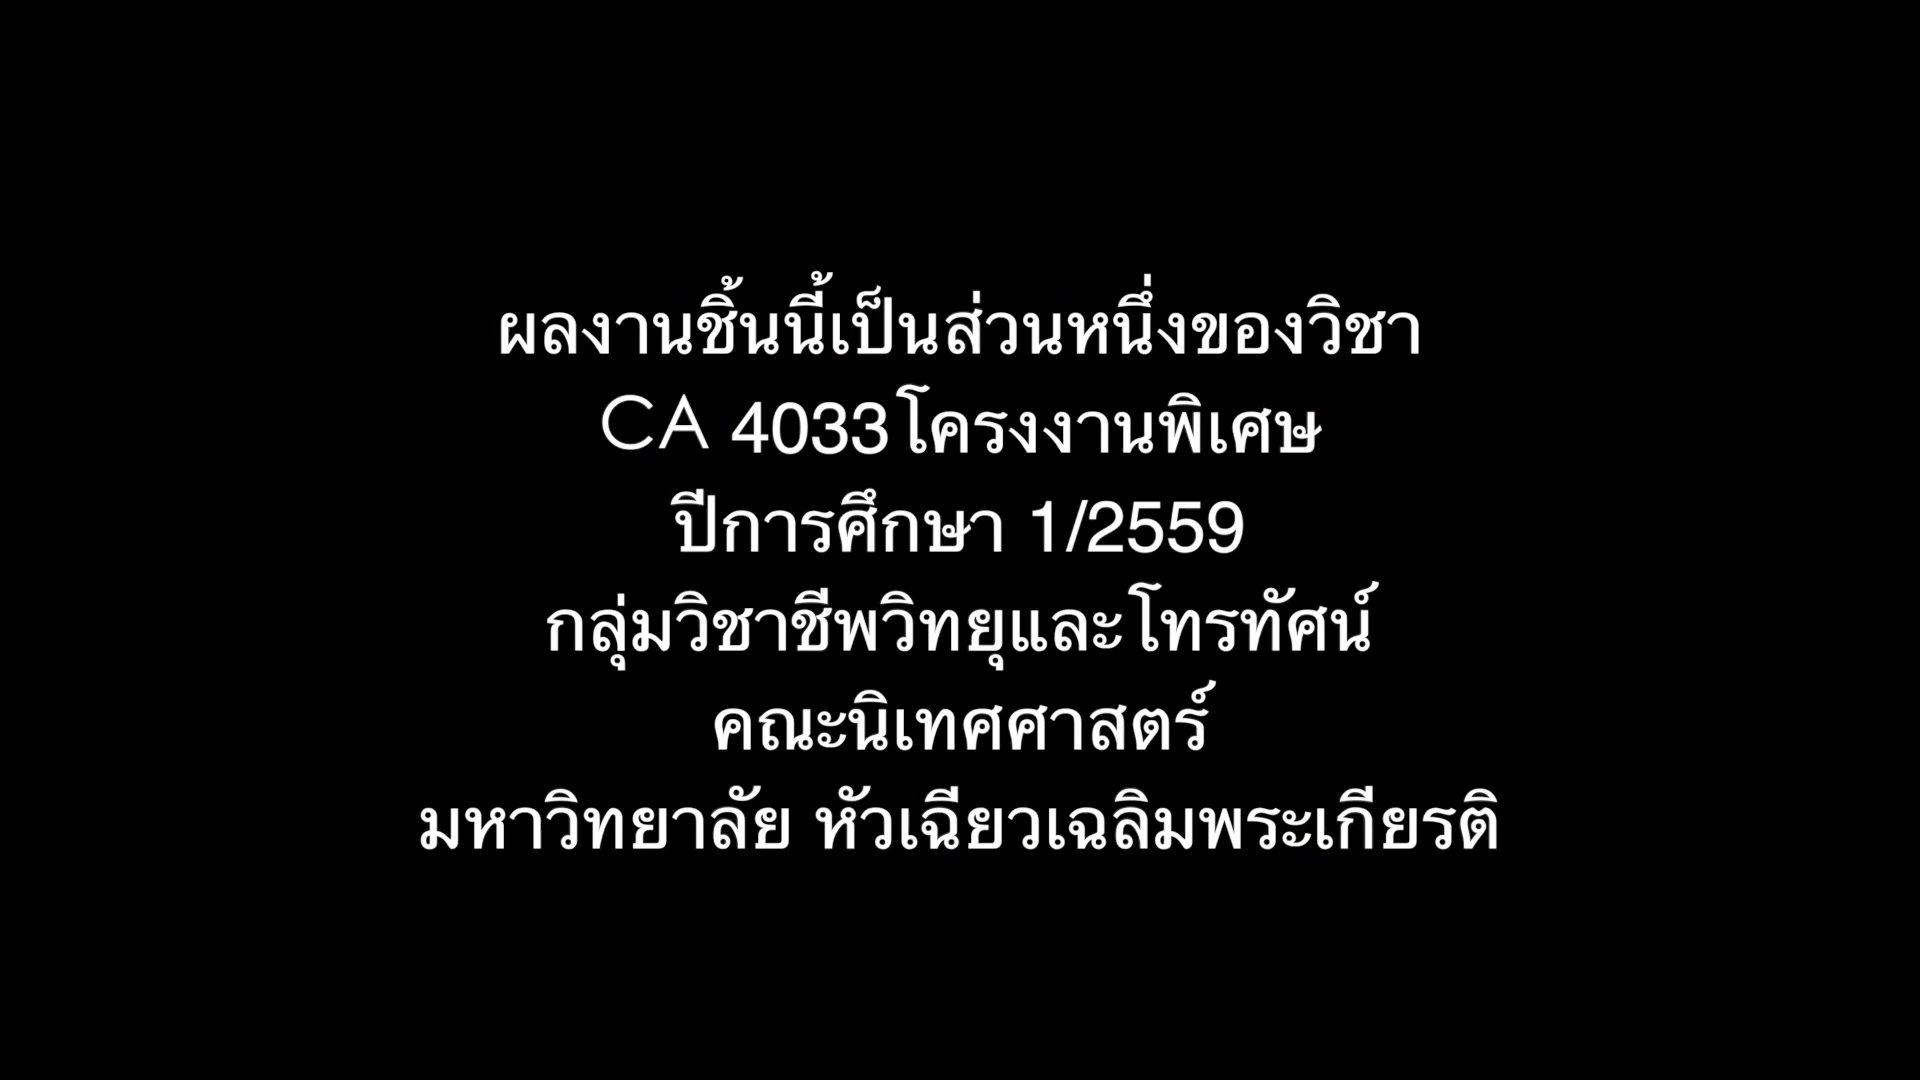 ผลงานชิ้นนี้เป็นส่วนหนึ่งของวิชา
CA 4033โครงงานพิเศษ
ปีการศึกษา 1/2559
กลุ่มวิชาชีพวิทยุและโทรทัศน์
คณะนิเทศศาสตร์
มหาวิทยาลัย หัวเฉียวเฉลิมพระเกียรติ